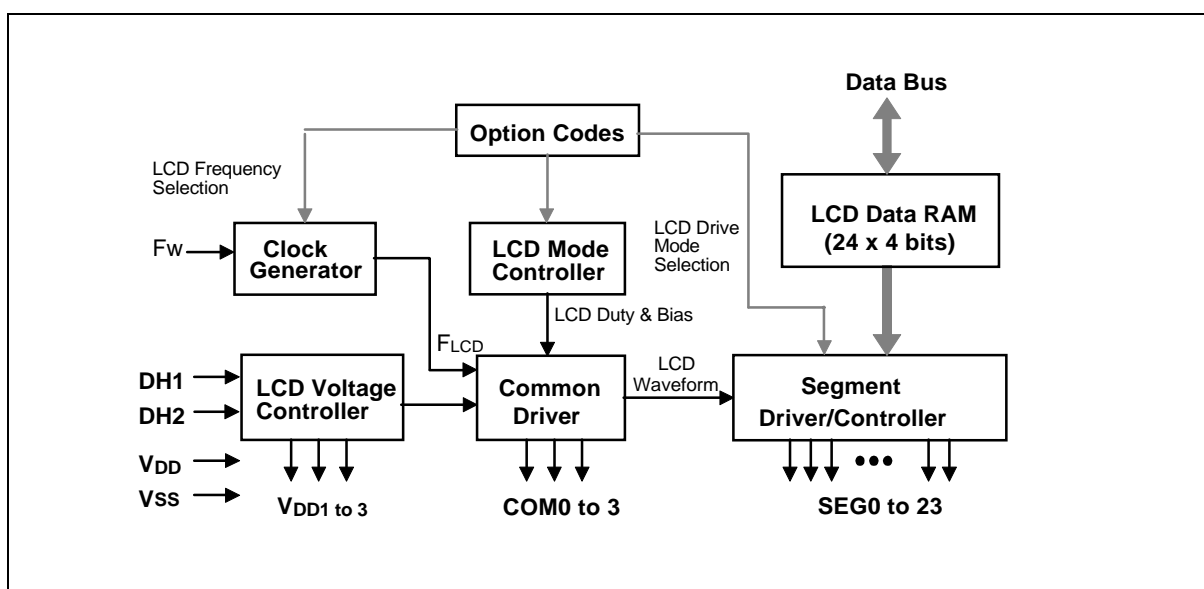 Data Bus
Option Codes
LCD Frequency
Selection
LCD Data RAM
(24 x 4 bits)
LCD Drive
Mode
Selection
Fw
Clock
Generator
LCD Mode
Controller
LCD Duty & Bias
FLCD
LCD
Waveform
DH1
DH2
LCD Voltage
Controller
Common
Driver
Segment
Driver/Controller
VDD
VSS
VDD1 to 3
COM0 to 3
SEG0 to 23